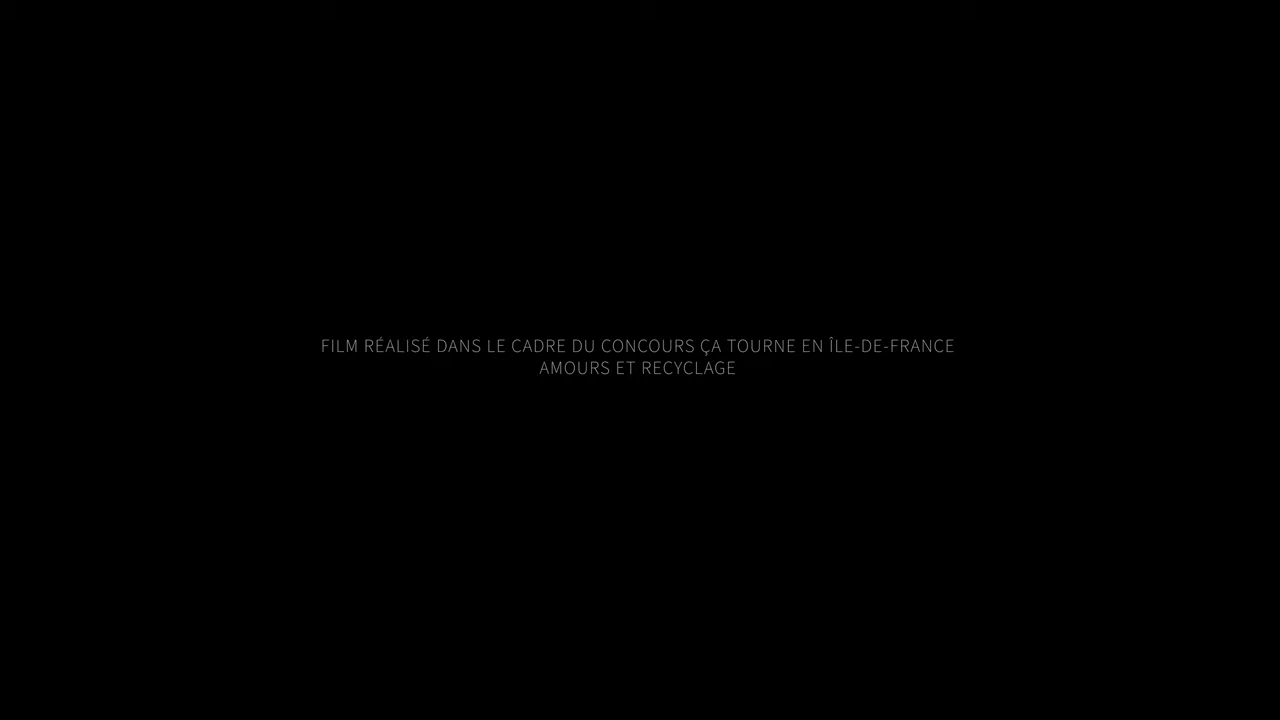 FILM RÉALISÉ DANS LE CADRE DU CONCOURS ÇA TOURNE EN ÎLE-DE-FRANCE
AMOURS ET RECYCLAGE